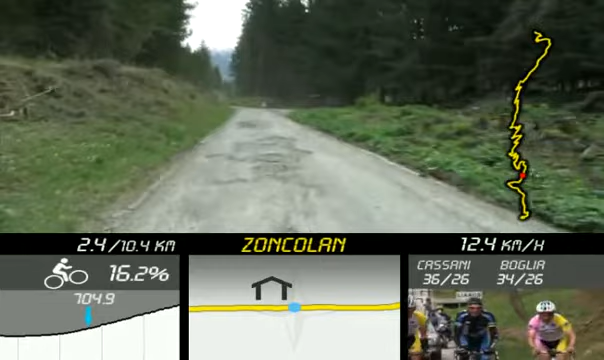 2.4/10.4 KM
ZONCOLAN
12.4 KM/H
16.2%
704.9
CASSANI BOGLIA
36/26 34/26